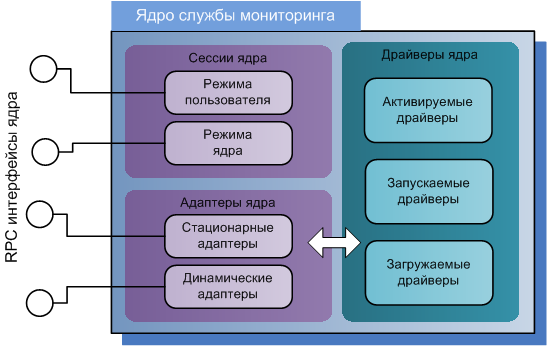 Ядро службы мониторинга
RPC интерфейсы ядра
Сессии ядра
Режима
пользователя
Режима
ядра
Адаптеры ядра
Стационарные
адаптеры
Динамические
адаптеры
Драйверы ядра
Активируемые
драйверы
Запускаемые
драйверы
Загружаемые
драйверы